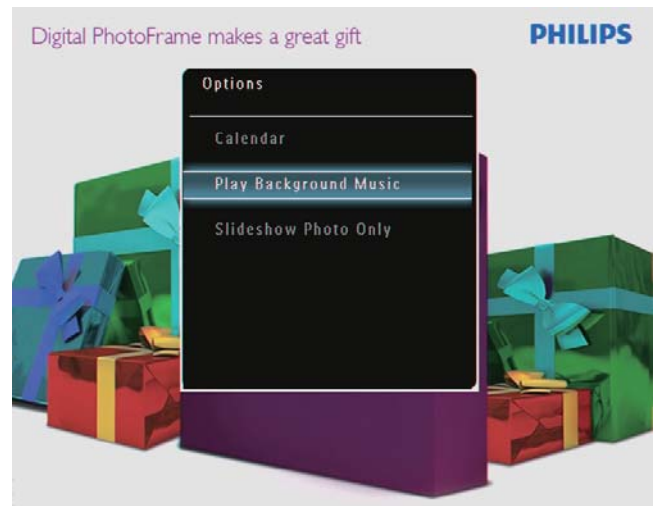 Digital PhotoFrame makes a great gift
PHILIPS
Options
Calendar
Play Background Music
Slideshow Photo Only